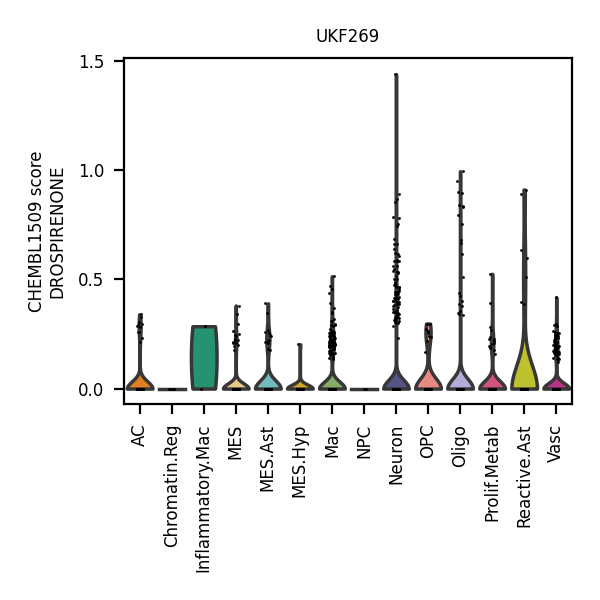 UKF269
CHEMBL1509 score
DROSPIRENONE
1.5
1.0
0.5
0.0
AC
Chromatin.Reg
Inflammatory.Mac
MES
MES.Ast
MES.Hyp
Mac
NPC
Neuron
OPC
Oligo
Prolif.Metab
Reactive.Ast
Vasc